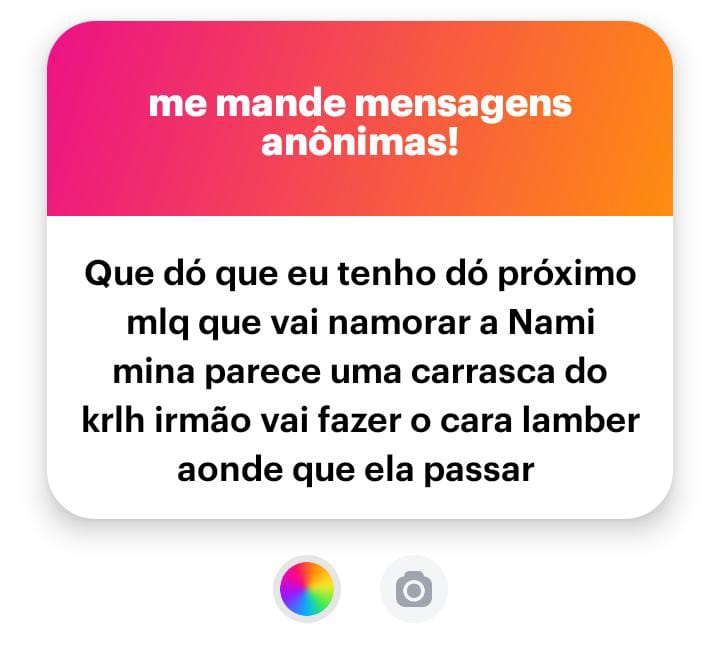 me mande mensagens
anônimas!
Que dó que eu tenho dó próximo
mlq que vai namorar a Nami
mina parece uma carrasca do
krlh irmão vai fazer o cara lamber
aonde que ela passar